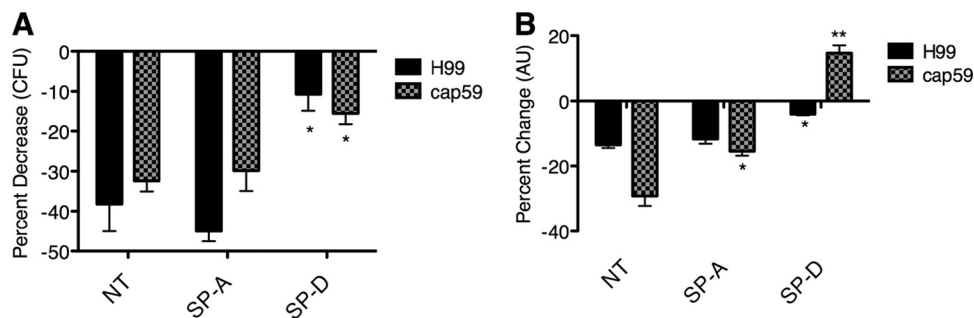 A
Percent Decrease (CFU)
0
-10
-20
-30
-40
-50
* *
NT SP-A SP-D
H99
cap59
B
Percent Change (AU)
20
0
-20
-40
**
*
*
NT SP-A SP-D
H99
cap59